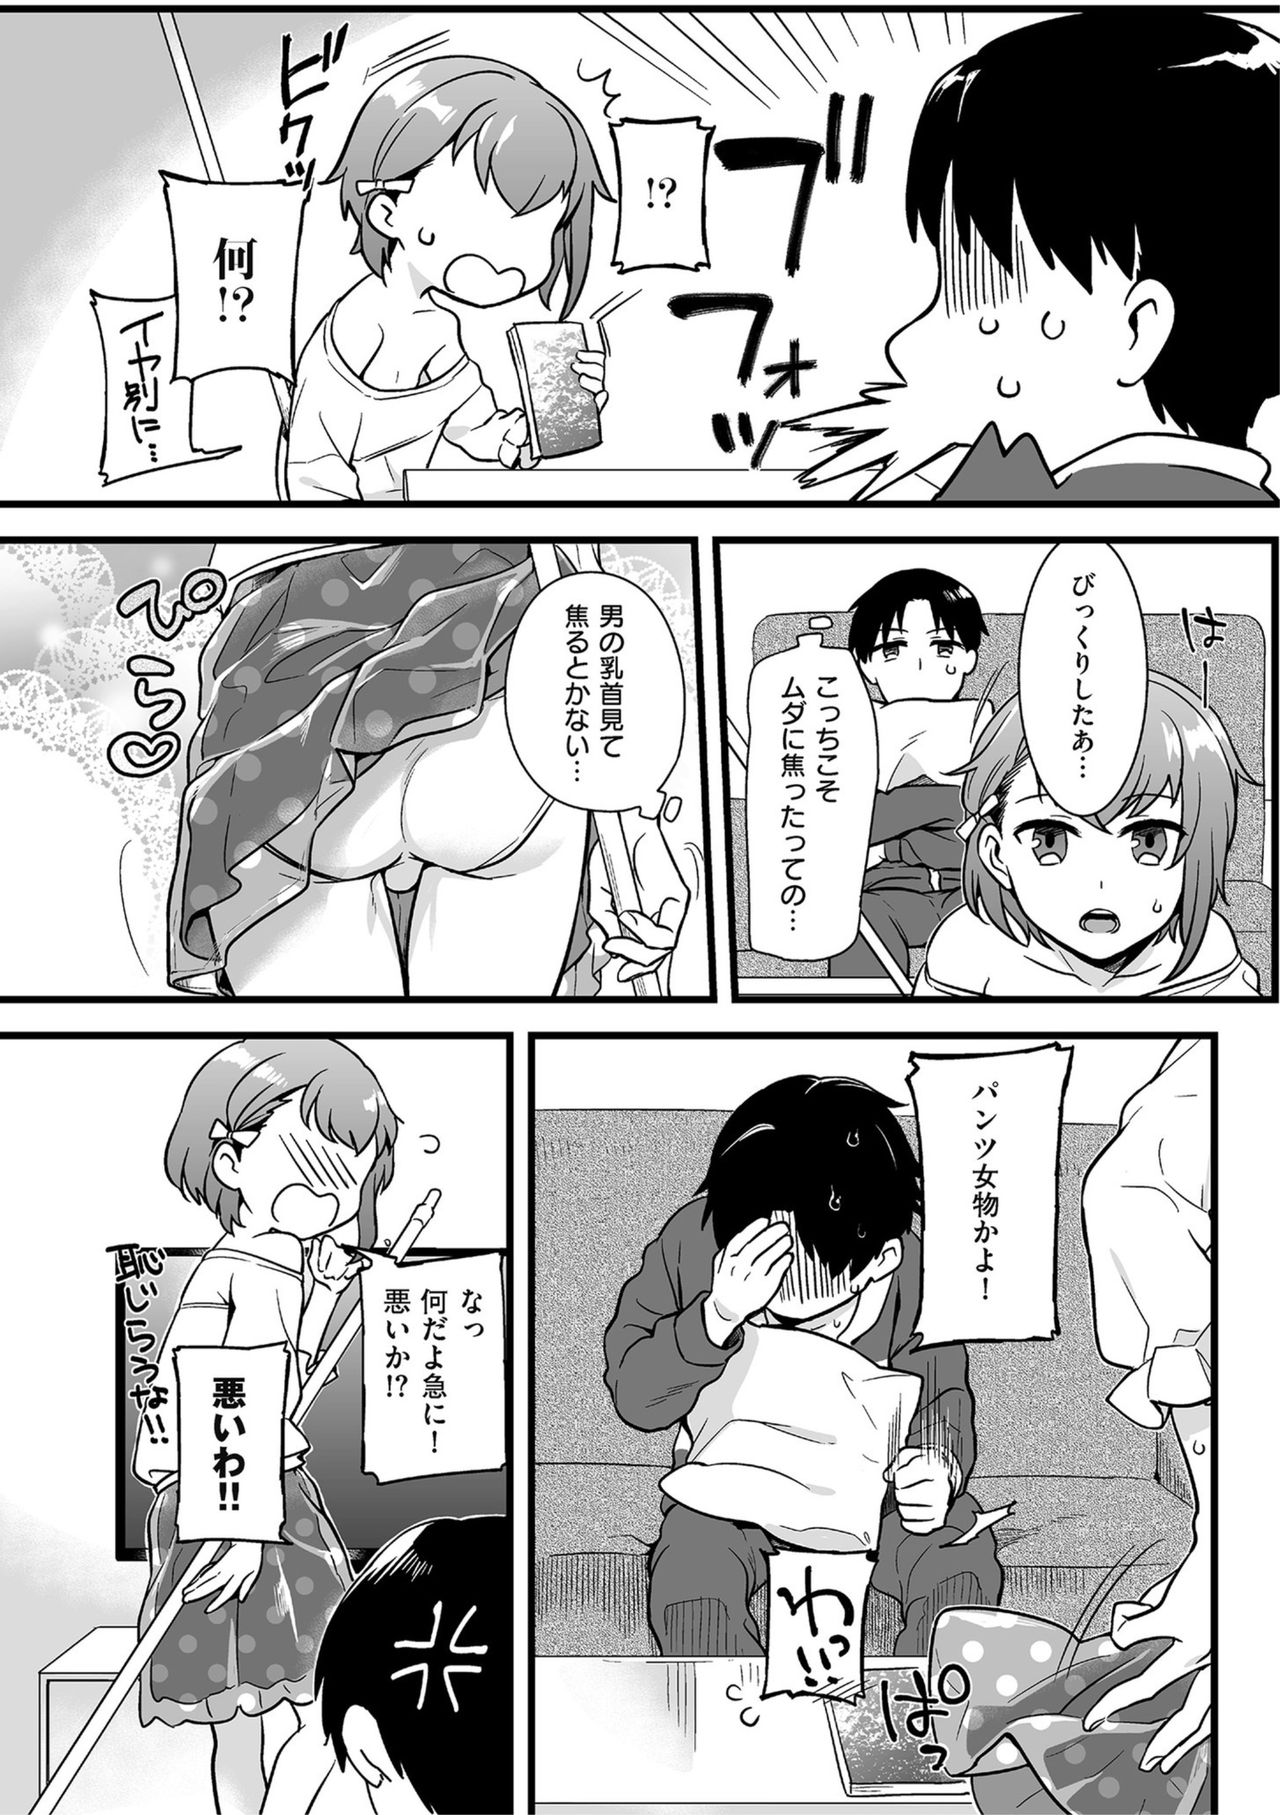 ブ
フ
ォ
ッ
!?
ビ
ク
ッ
何!?
イヤ別に…
はー
びっくりしたあ…
こっちこそ
ムダに焦ったっての…
男の乳首見て
焦るとかない…
ぴら♡
パンツ女物かよ!
わっ!!
ぱっ
なっ
何だよ急に!
悪いか!?
悪いわ!!
恥じらうな!!